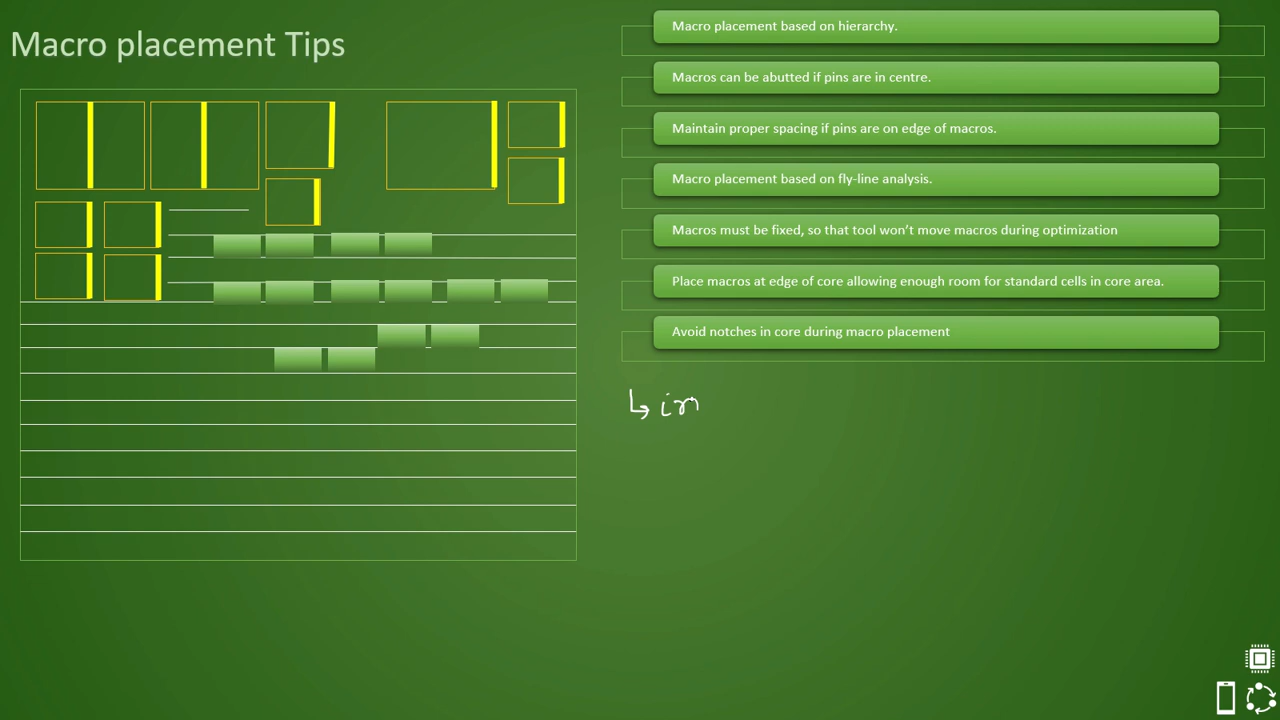 Macro placement Tips
Macro placement based on hierarchy.
Macros can be abutted if pins are in centre.
Maintain proper spacing if pins are on edge of macros.
Macro placement based on fly-line analysis.
Macros must be fixed, so that tool won’t move macros during optimization
Place macros at edge of core allowing enough room for standard cells in core area.
Avoid notches in core during macro placement